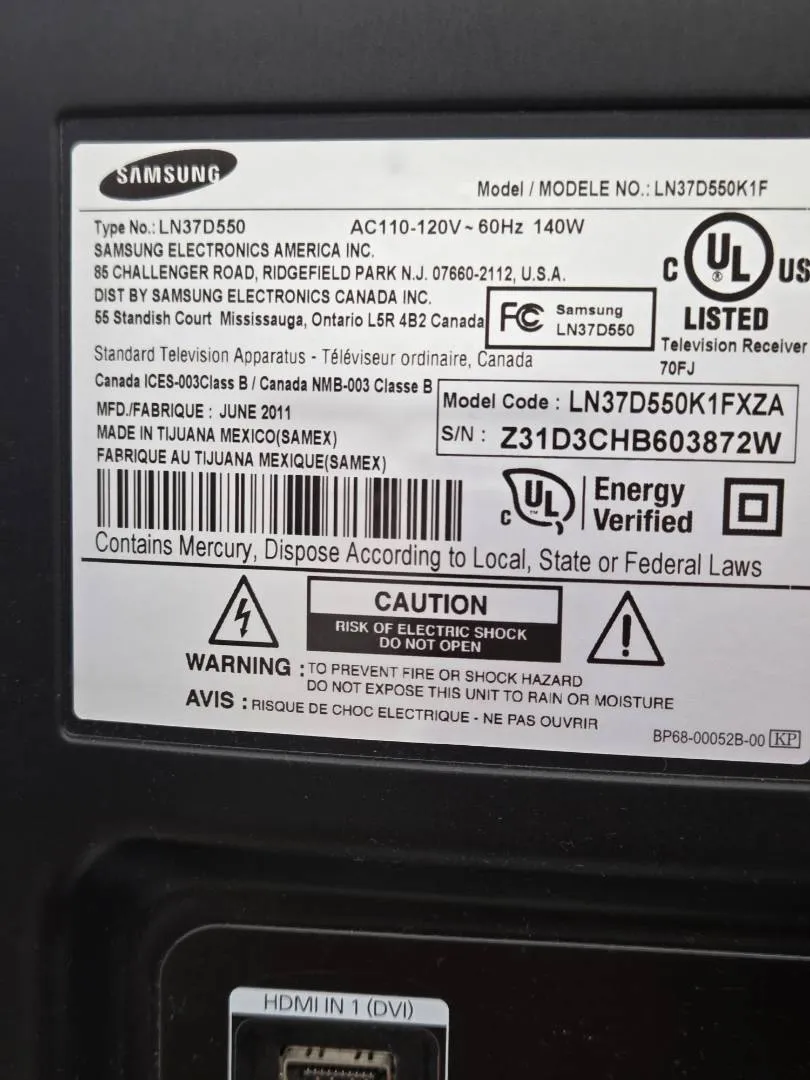 SAMSUNG
Model / MODELE NO.: LN37D550K1F
Type No.: LN37D550 AC110-120V~60Hz 140W
SAMSUNG ELECTRONICS AMERICA INC.
85 CHALLENGER ROAD, RIDGEFIELD PARK N.J. 07660-2112, U.S.A.
DIST BY SAMSUNG ELECTRONICS CANADA INC.
55 Standish Court Mississauga, Ontario L5R 4B2 Canada
FC Samsung
LN37D550
C UL ® US
LISTED
Television Receiver
70FJ
Standard Television Apparatus - Téléviseur ordinaire, Canada
Canada ICES-003Class B / Canada NMB-003 Classe B
MFD./FABRIQUE : JUNE 2011
MADE IN TIJUANA MEXICO(SAMEX)
FABRIQUE AU TIJUANA MEXIQUE(SAMEX)
Model Code : LN37D550K1FXZA
S/N : Z31D3CHB603872W
C UL ™ Energy
Verified
Contains Mercury, Dispose According to Local, State or Federal Laws
CAUTION
RISK OF ELECTRIC SHOCK
DO NOT OPEN
WARNING : TO PREVENT FIRE OR SHOCK HAZARD
DO NOT EXPOSE THIS UNIT TO RAIN OR MOISTURE
AVIS : RISQUE DE CHOC ELECTRIQUE - NE PAS OUVRIR
BP68-00052B-00 KP
HDMI IN 1 (DVI)